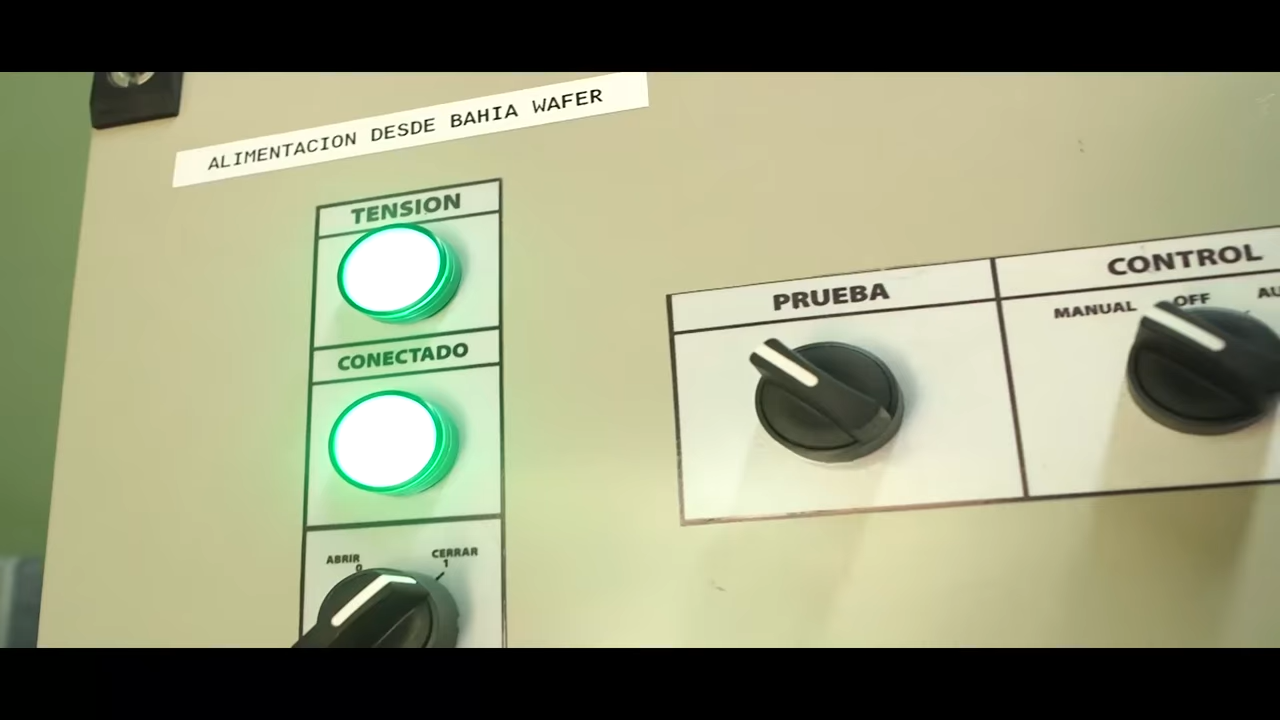 ALIMENTACION DESDE BAHIA WAFER
TENSION
CONECTADO
ABRIR
0
CERRAR
1
PRUEBA
CONTROL
MANUAL
OFF